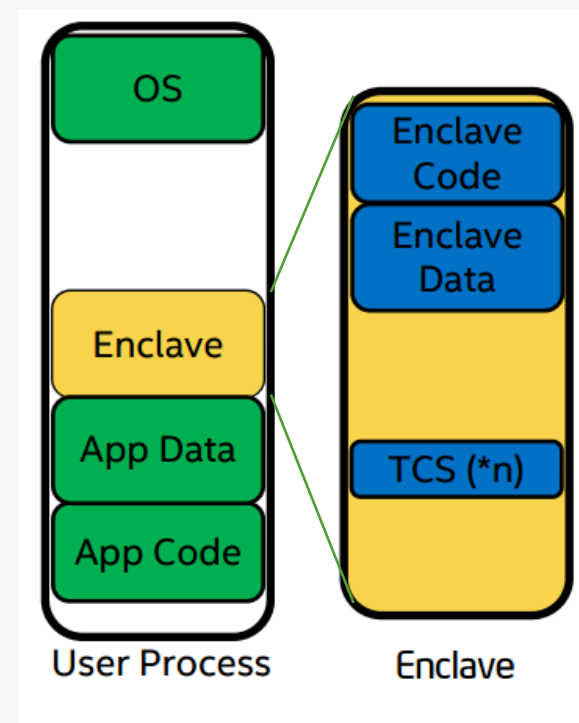 OS
Enclave
App Data
App Code
User Process
Enclave
Code
Enclave
Data
TCS (*n)
Enclave